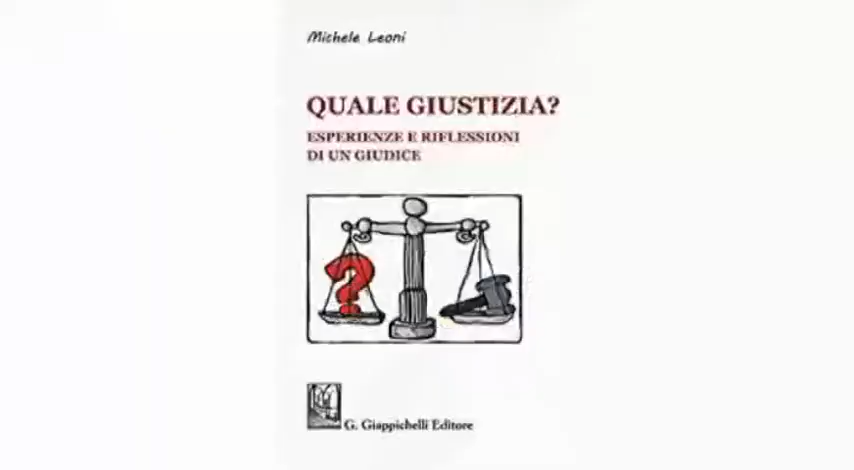 Michele Leoni
QUALE GIUSTIZIA?
ESPERIENZE E RIFLESSIONI
DI UN GIUDICE
G. Giappichelli Editore